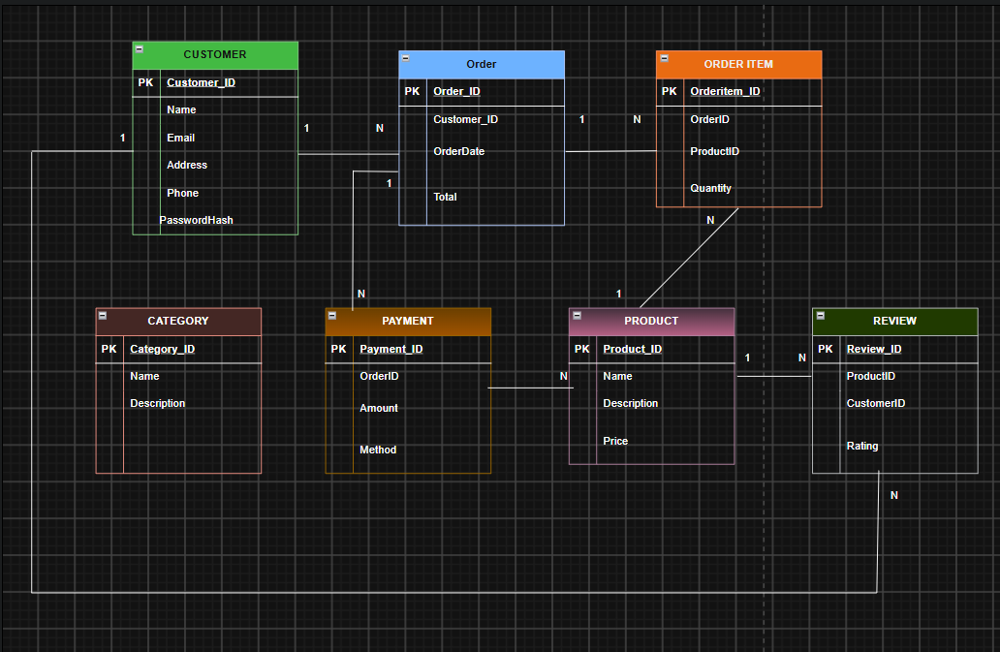 CUSTOMER
PK Customer_ID
Name
Email
Address
Phone
PasswordHash
Order
PK Order_ID
Customer_ID
OrderDate
Total
ORDER ITEM
PK Orderitem_ID
OrderID
ProductID
Quantity
1
1
N
1
N
1
N
N
1
CATEGORY
PK Category_ID
Name
Description
PAYMENT
PK Payment_ID
OrderID
Amount
Method
N
PRODUCT
PK Product_ID
Name
Description
Price
1
N
REVIEW
PK Review_ID
ProductID
CustomerID
Rating
N